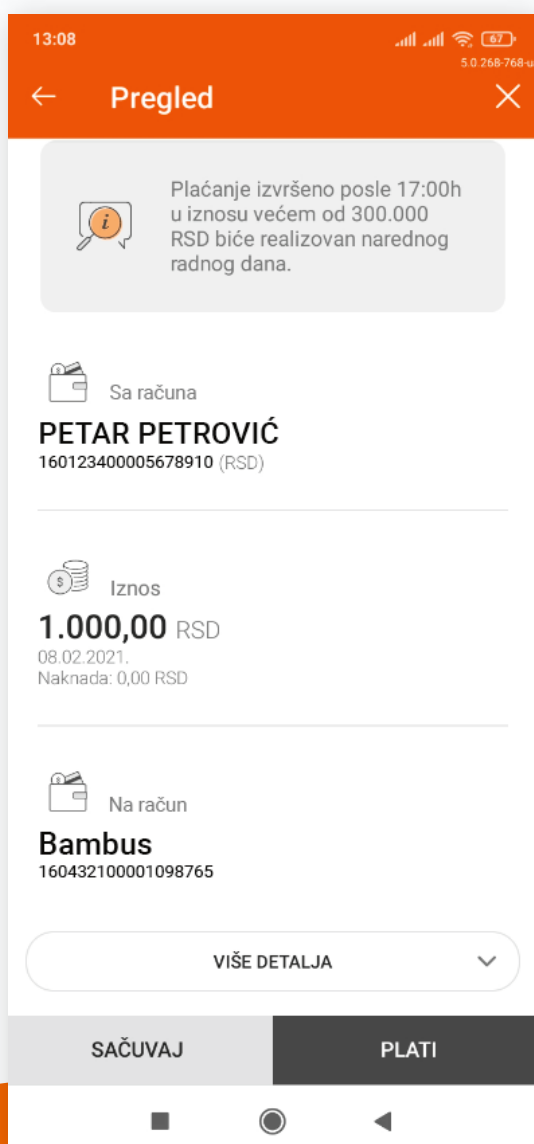 13:08
67
5.0.268-768-u
Pregled
i
Plaćanje izvršeno posle 17:00h
u iznosu većem od 300.000
RSD biće realizovan narednog
radnog dana.
Sa računa
PETAR PETROVIĆ
160123400005678910 (RSD)
$
Iznos
1.000,00 RSD
08.02.2021.
Naknada: 0,00 RSD
Na račun
Bambus
160432100001098765
VIŠE DETALJA
SAČUVAJ
PLATI